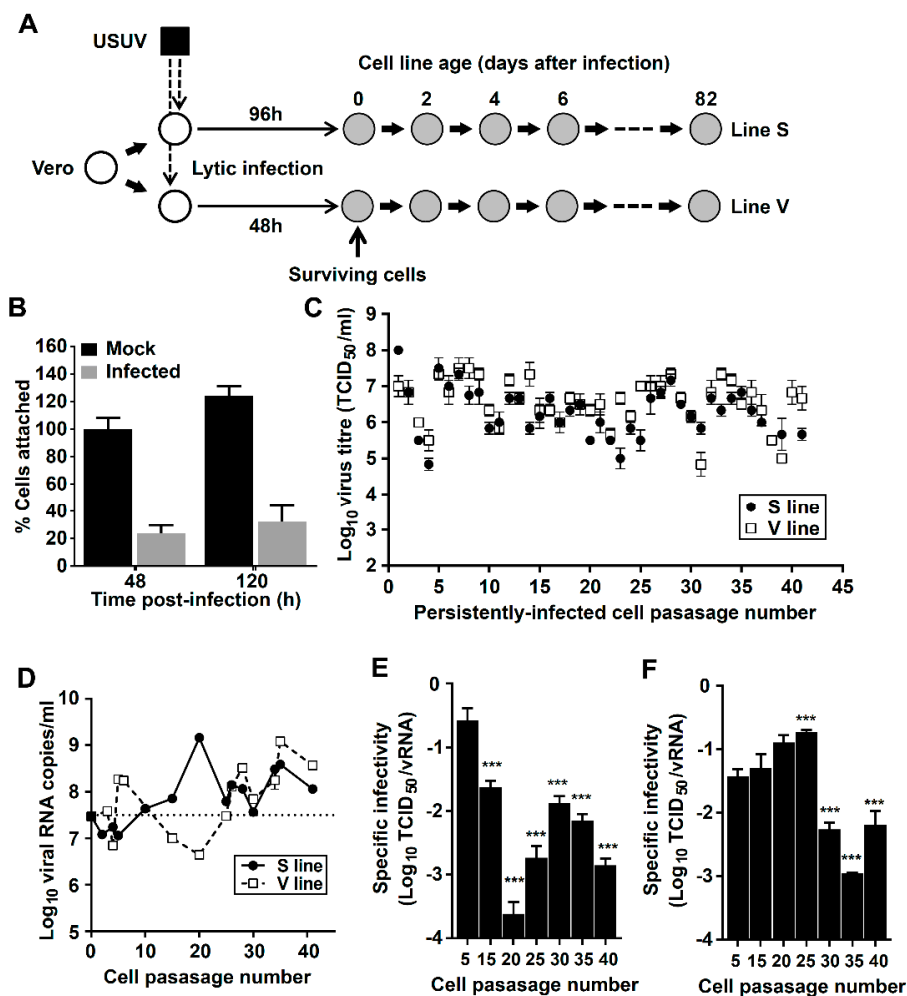 A
USUV
Cell line age (days after infection)
0 2 4 6 82
96h
Line S
Vero
Lytic infection
48h
Line V
Surviving cells
B
Mock
Infected
% Cells attached
160
140
120
100
80
60
40
20
0
48 120
Time post-infection (h)
C
Log10 virus titre (TCID50/ml)
9
8
7
6
5
4
3
2
S line
V line
0 5 10 15 20 25 30 35 40 45
Persistently-infected cell pasasage number
D
Log10 viral RNA copies/ml
10
9
8
7
6
5
S line
V line
0 10 20 30 40
Cell pasasage number
E
Specific infectivity
(Log10 TCID50/vRNA)
-0
-1
-2
-3
-4
*** *** *** *** *** ***
5 15 20 25 30 35 40
Cell passage number
F
Specific infectivity
(Log10 TCID50/vRNA)
-0
-1
-2
-3
-4
*** *** *** ***
5 15 20 25 30 35 40
Cell passage number